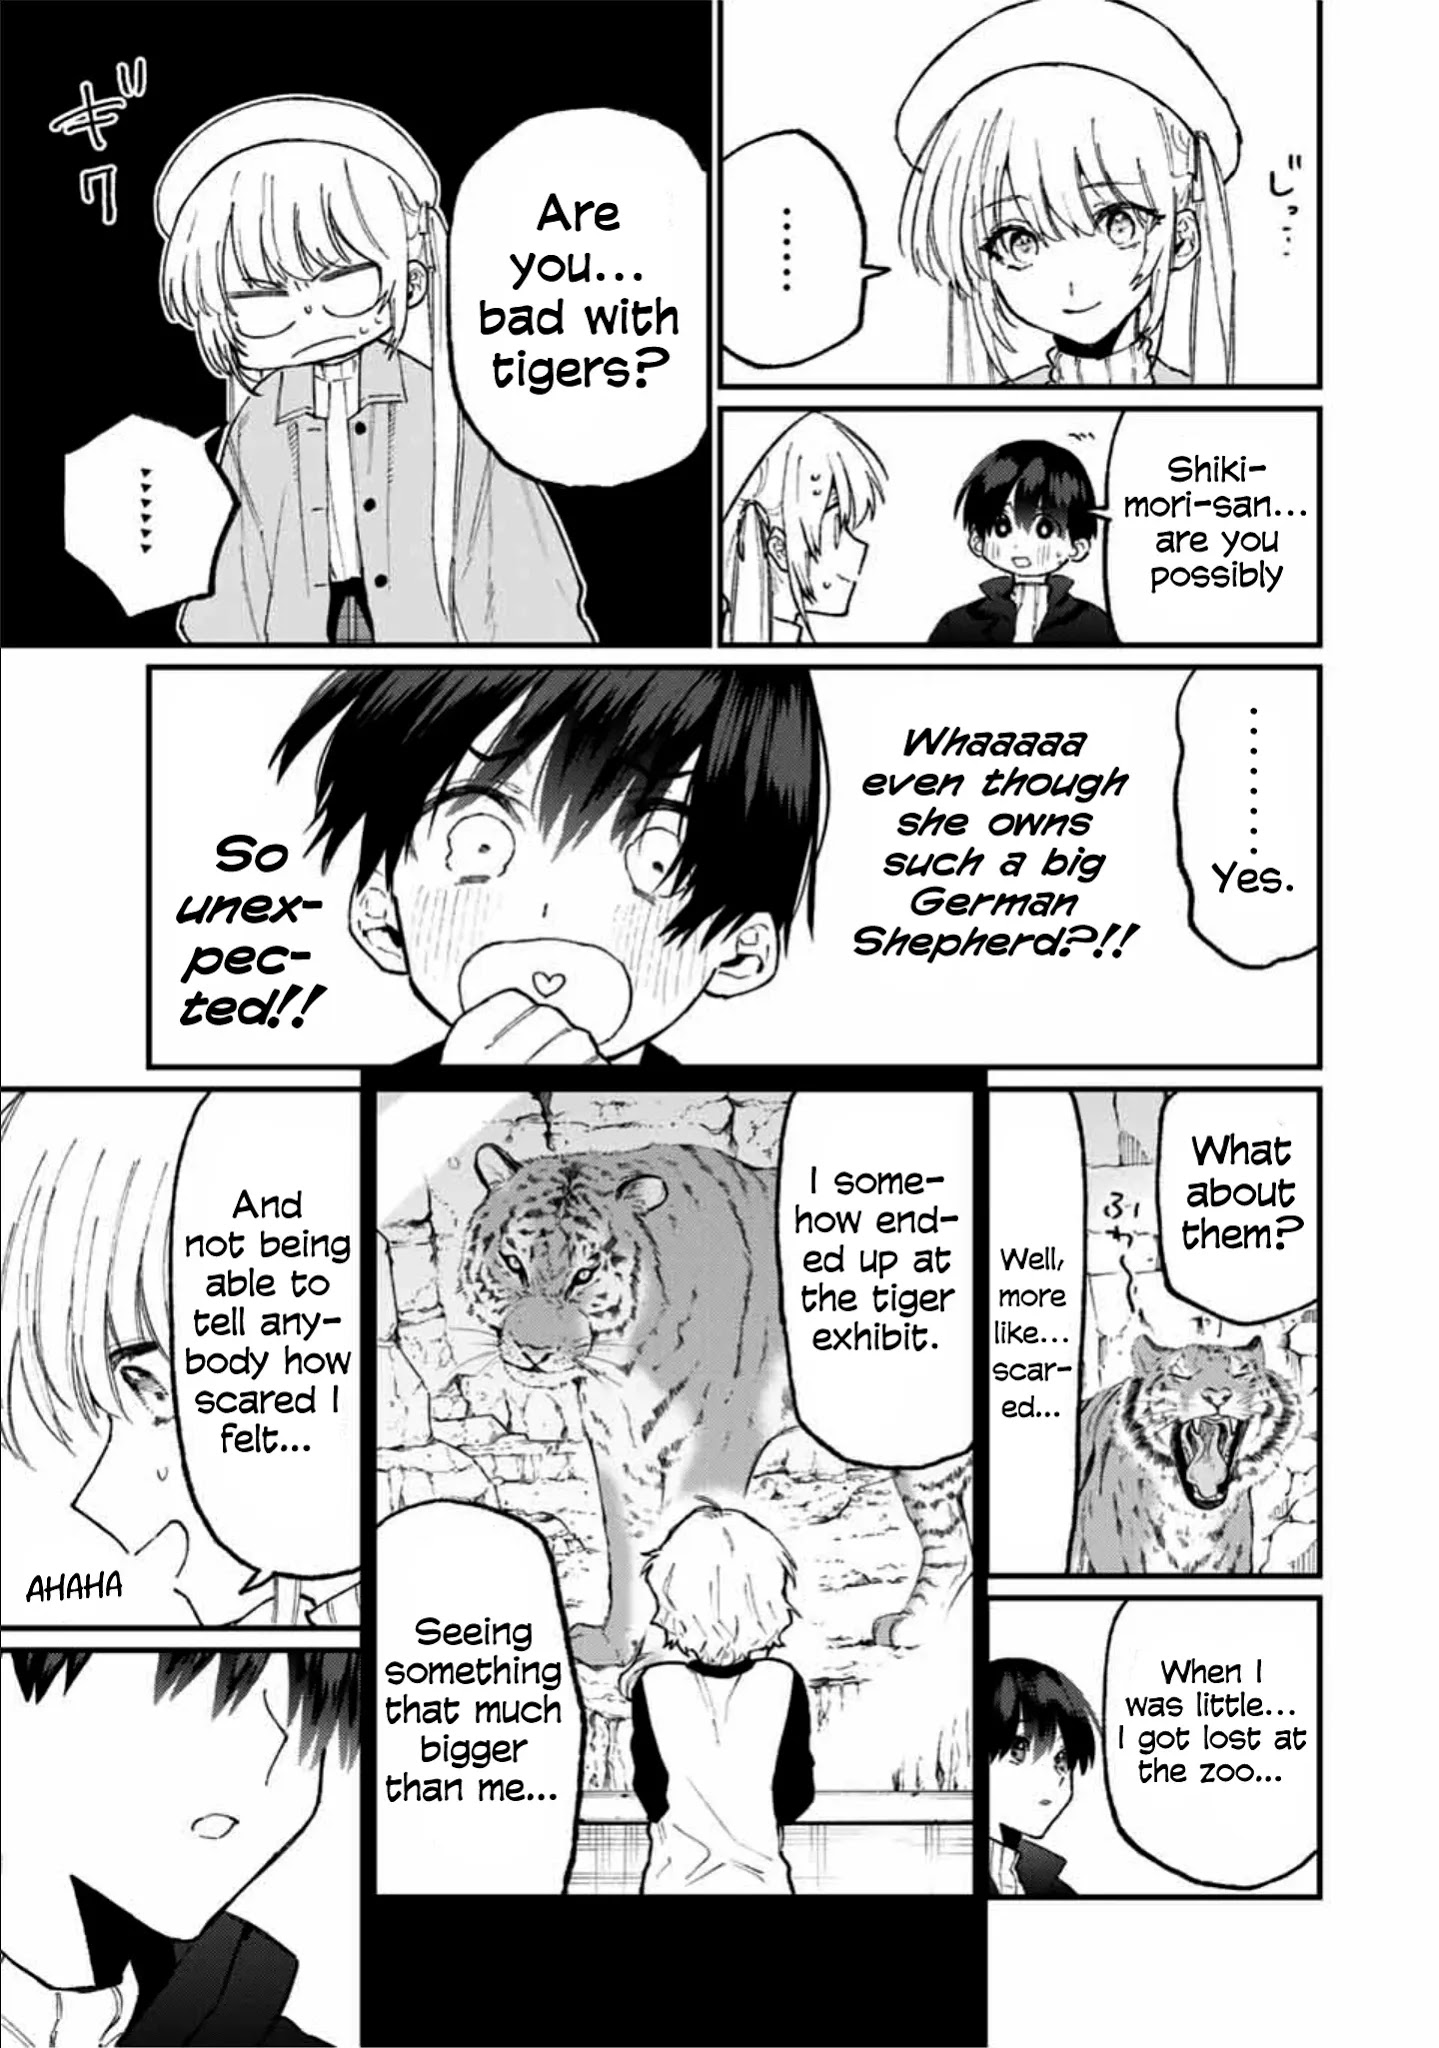 じっ…
……
Shiki-
mori-san...
are you
possibly
Are
you...
bad with
tigers?
ギクッ
……
………
Yes.
Whaaaaa
even though
she owns
such a big
German
Shepherd?!!
So
unex-
pec-
ted!!
What
about
them?
ふわ
Well,
more
like...
scar-
ed...
When I
was little...
I got lost at
the zoo...
I some-
how end-
ed up at
the tiger
exhibit.
Seeing
something
that much
bigger
than me...
And
not being
able to
tell any-
body how
scared I
felt...
AHAHA